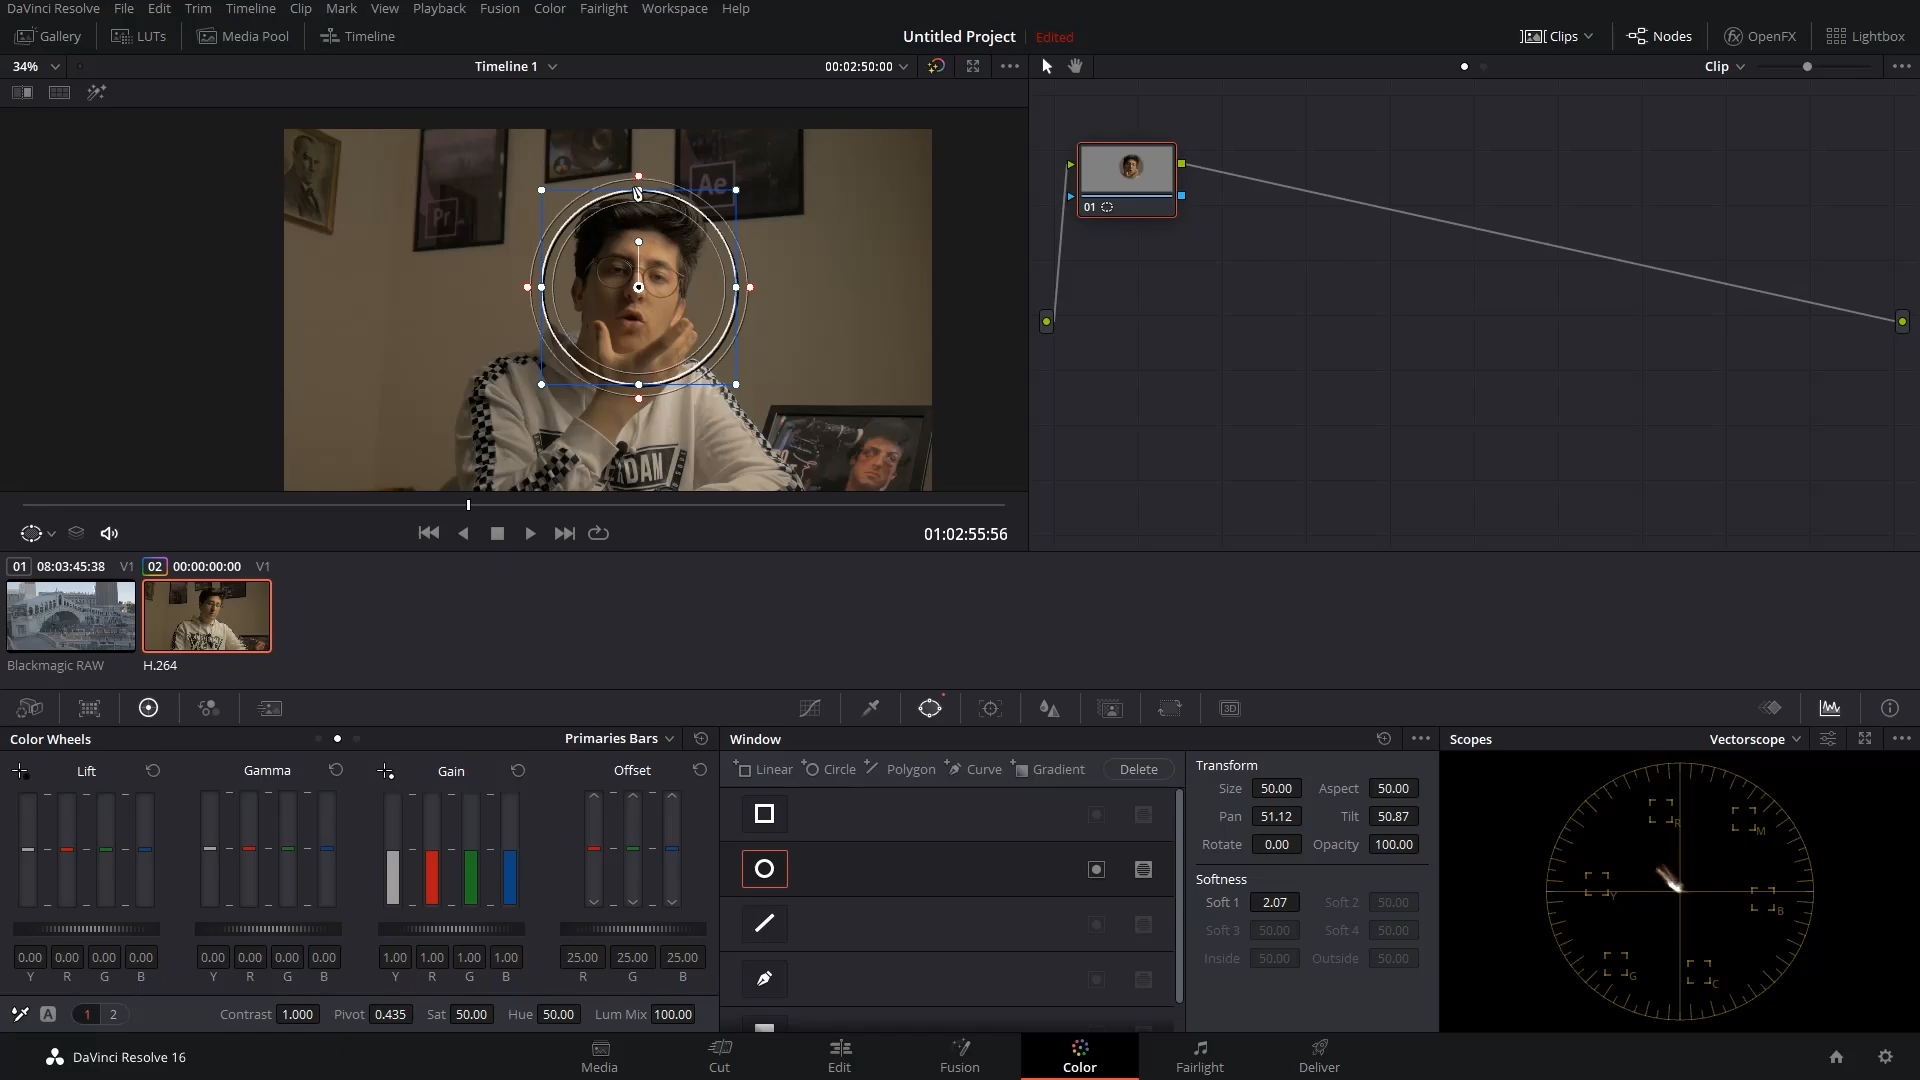 DaVinci Resolve File Edit Trim Timeline Clip Mark View Playback Fusion Color Fairlight Workspace Help
Gallery LUTs Media Pool Timeline Untitled Project Edited Clips Nodes OpenFX Lightbox
34% Timeline 1 00:02:50:00 Clip
Ae
Pr
01
RDAM
01:02:55:56
01 08:03:45:38 V1 02 00:00:00:00 V1
Blackmagic RAW H.264
3D
Color Wheels Primaries Bars Window Scopes Vectorscope
Lift Gamma Gain Offset
Linear Circle Polygon Curve Gradient Delete
Transform
Size 50.00 Aspect 50.00
Pan 51.12 Tilt 50.87
Rotate 0.00 Opacity 100.00
Softness
Soft 1 2.07 Soft 2 50.00
Soft 3 50.00 Soft 4 50.00
Inside 50.00 Outside 50.00
R M
Y B
G C
0.00 0.00 0.00 0.00 0.00 0.00 0.00 0.00 1.00 1.00 1.00 1.00 25.00 25.00 25.00
Y R G B Y R G B Y R G B R G B
A 1 2 Contrast 1.000 Pivot 0.435 Sat 50.00 Hue 50.00 Lum Mix 100.00
DaVinci Resolve 16 Media Cut Edit Fusion Color Fairlight Deliver